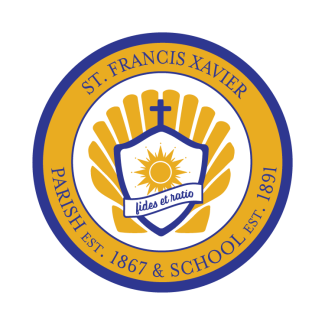 ST. FRANCIS XAVIER
fides et ratio
PARISH EST. 1867 & SCHOOL EST. 1891